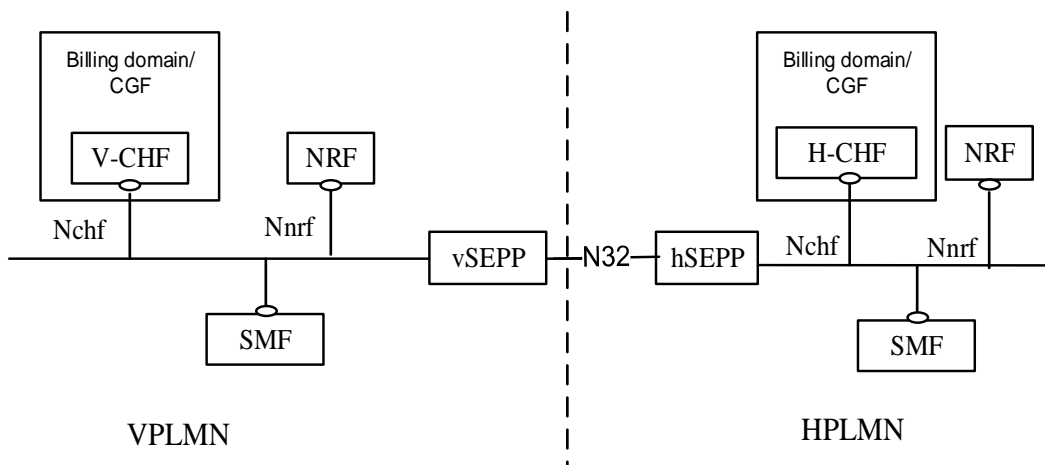 Billing domain/
CGF
V-CHF
NRF
Nchf
Nnrf
vSEPP
SMF
VPLMN
N32
Billing domain/
CGF
H-CHF
NRF
hSEPP
Nchf
Nnrf
SMF
HPLMN